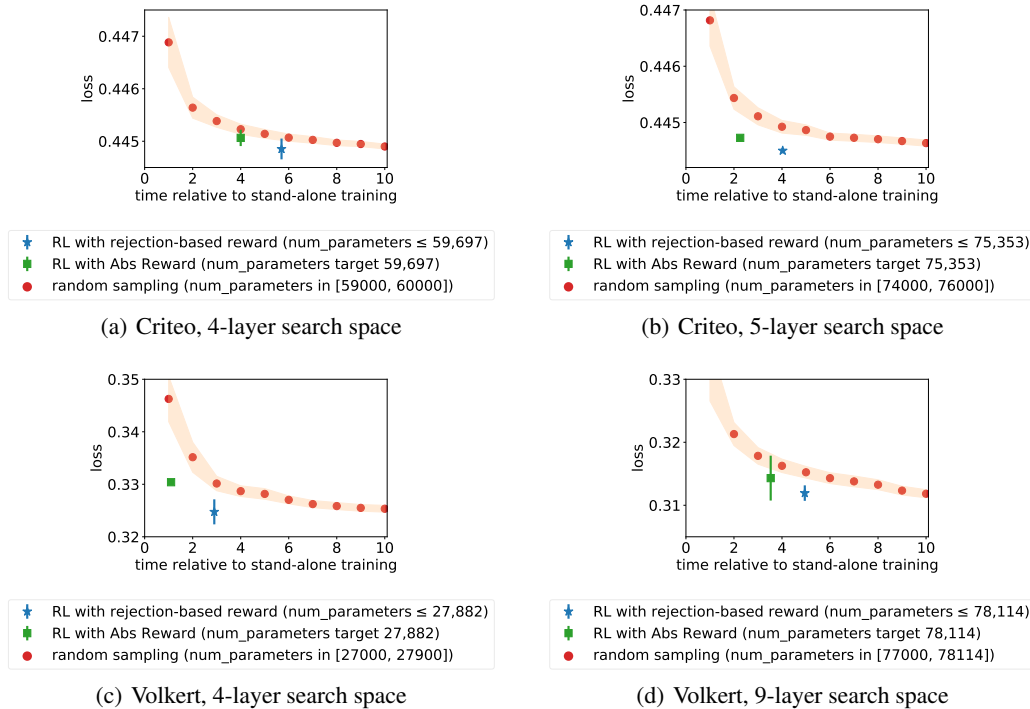 0.447
0.446
0.445
loss
0 2 4 6 8 10
time relative to stand-alone training
RL with rejection-based reward (num_parameters ≤ 59,697)
RL with Abs Reward (num_parameters target 59,697)
random sampling (num_parameters in [59000, 60000])
(a) Criteo, 4-layer search space
0.447
0.446
0.445
loss
0 2 4 6 8 10
time relative to stand-alone training
RL with rejection-based reward (num_parameters ≤ 75,353)
RL with Abs Reward (num_parameters target 75,353)
random sampling (num_parameters in [74000, 76000])
(b) Criteo, 5-layer search space
0.35
0.34
0.33
0.32
loss
0 2 4 6 8 10
time relative to stand-alone training
RL with rejection-based reward (num_parameters ≤ 27,882)
RL with Abs Reward (num_parameters target 27,882)
random sampling (num_parameters in [27000, 27900])
(c) Volkert, 4-layer search space
0.33
0.32
0.31
loss
0 2 4 6 8 10
time relative to stand-alone training
RL with rejection-based reward (num_parameters ≤ 78,114)
RL with Abs Reward (num_parameters target 78,114)
random sampling (num_parameters in [77000, 78114])
(d) Volkert, 9-layer search space